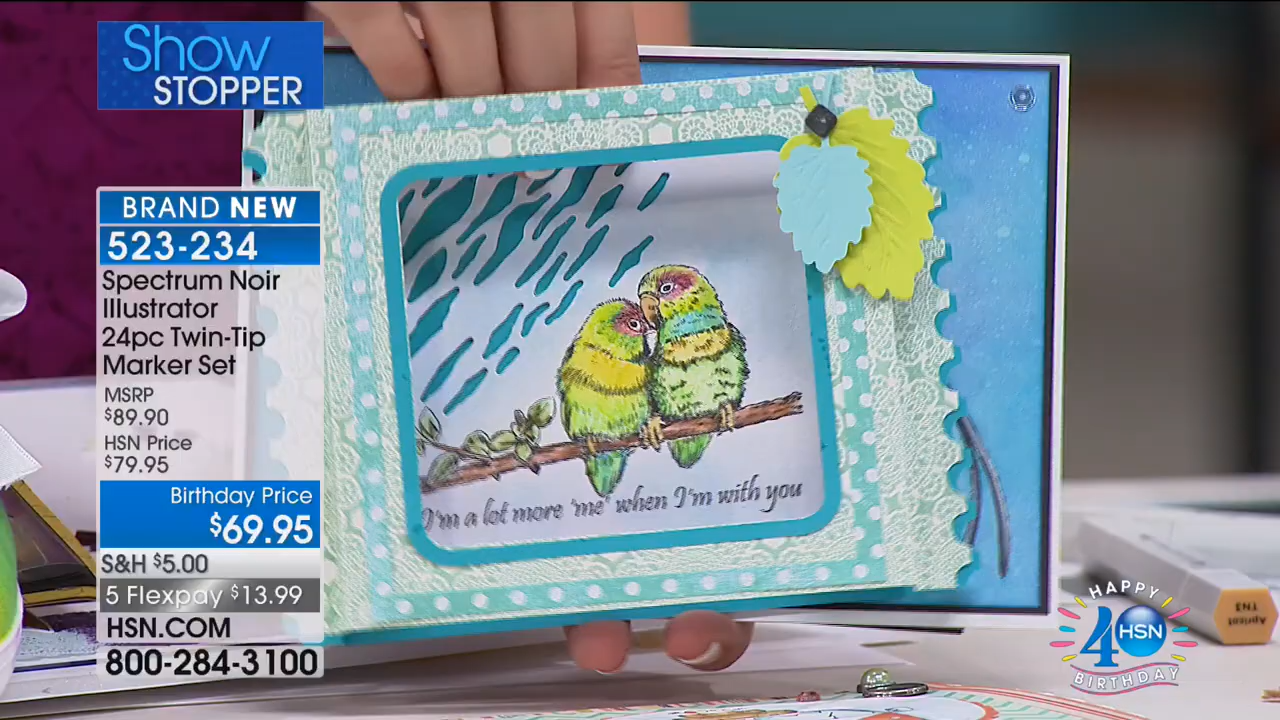 Show
STOPPER
BRAND NEW
523-234
Spectrum Noir
Illustrator
24pc Twin-Tip
Marker Set
MSRP
$89.90
HSN Price
$79.95
Birthday Price
$69.95
S&H $5.00
5 Flexpay $13.99
HSN.COM
800-284-3100
I'm a lot more 'me' when I'm with you
Apricot
TN3
HAPPY
40
HSN
BIRTHDAY